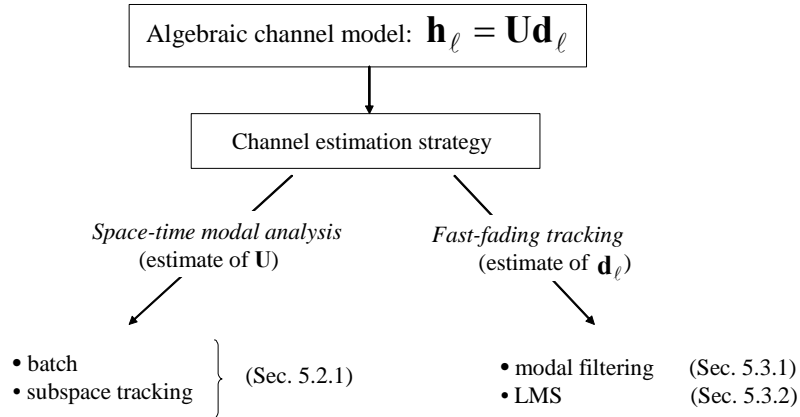 Algebraic channel model: h_ℓ = Ud_ℓ
Channel estimation strategy
Space-time modal analysis
(estimate of U)
Fast-fading tracking
(estimate of d_ℓ)
• batch
• subspace tracking
(Sec. 5.2.1)
• modal filtering (Sec. 5.3.1)
• LMS (Sec. 5.3.2)